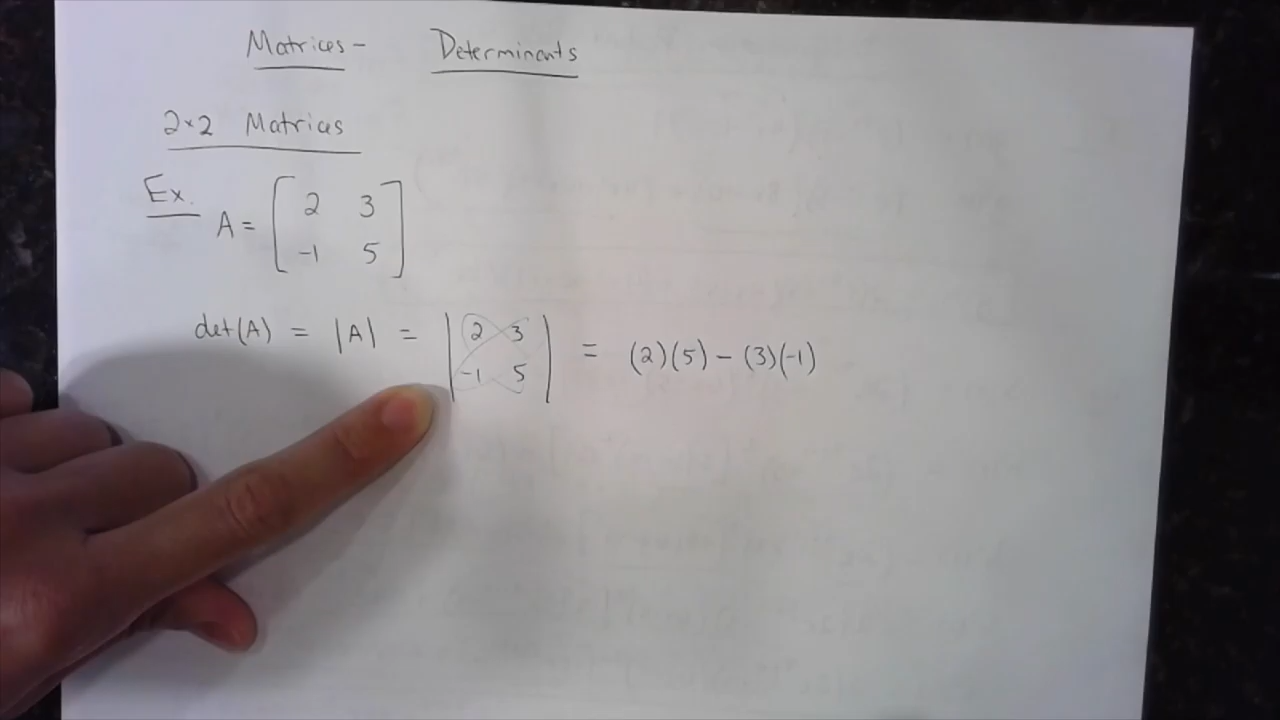 Matrices - Determinants
2×2 Matrices
Ex. A = [2 3
-1 5]
det(A) = |A| = |2 3
-1 5| = (2)(5) - (3)(-1)